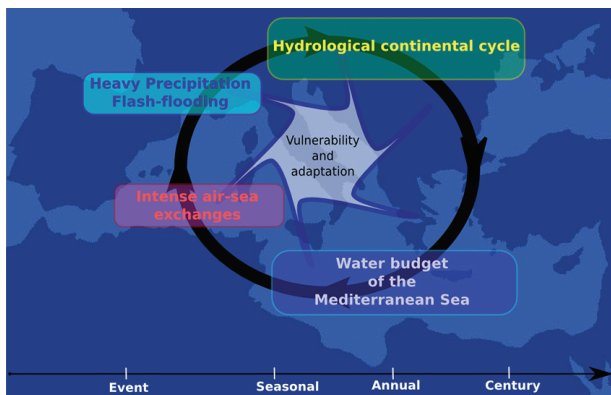 Hydrological continental cycle
Heavy Precipitation
Flash-flooding
Vulnerability
and
adaptation
Intense air-sea
exchanges
Water budget
of the
Mediterranean Sea
Event
Seasonal
Annual
Century